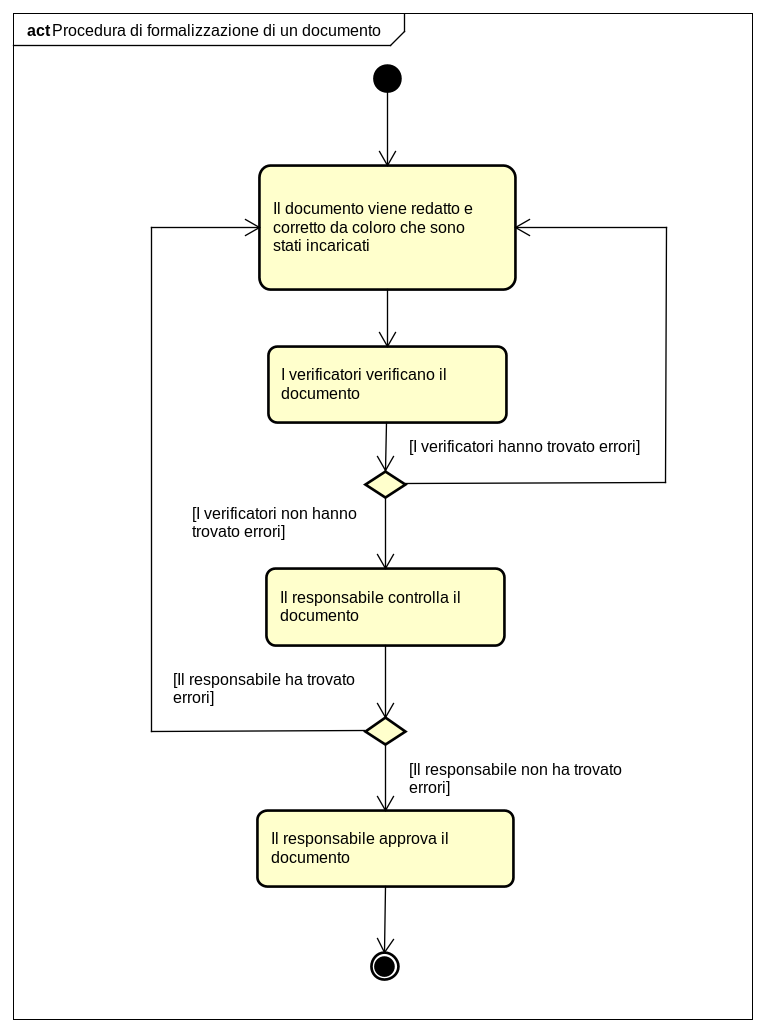 act Procedura di formalizzazione di un documento
Il documento viene redatto e
corretto da coloro che sono
stati incaricati
I verificatori verificano il
documento
[I verificatori hanno trovato errori]
[I verificatori non hanno
trovato errori]
Il responsabile controlla il
documento
[Il responsabile ha trovato
errori]
[Il responsabile non ha trovato
errori]
Il responsabile approva il
documento